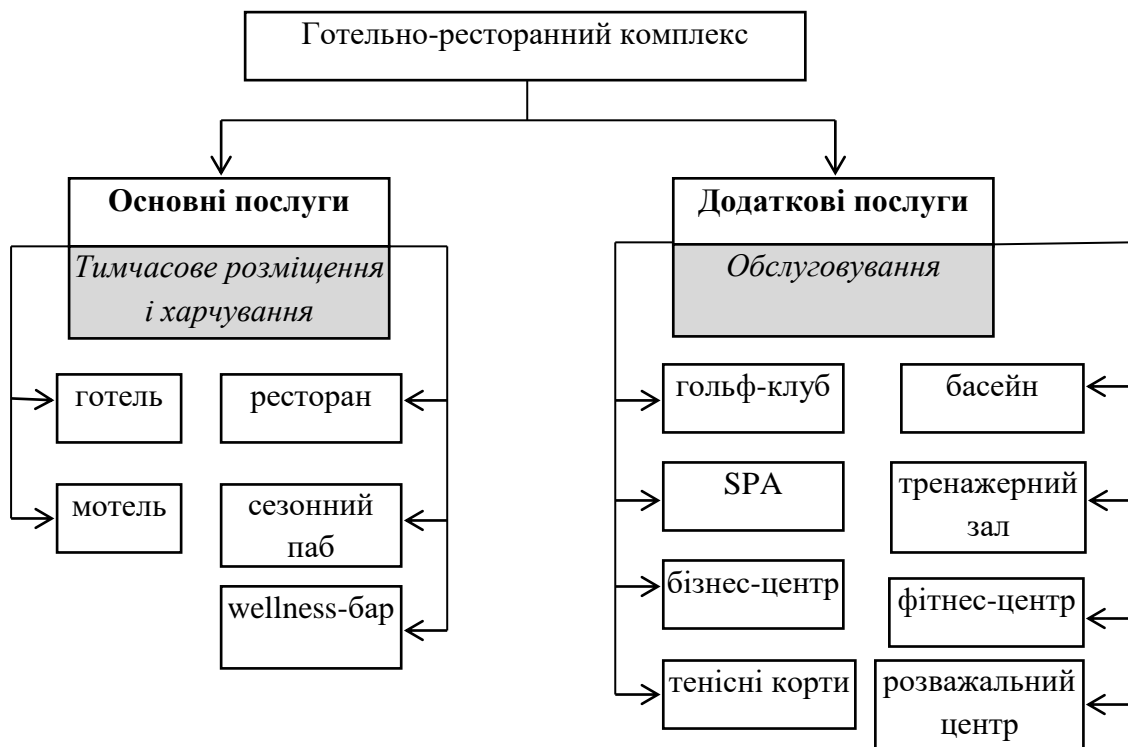 Готельно-ресторанний комплекс
Основні послуги
Тимчасове розміщення
і харчування
готель
ресторан
мотель
сезонний
паб
wellness-бар
Додаткові послуги
Обслуговування
гольф-клуб
басейн
SPA
тренажерний
зал
бізнес-центр
фітнес-центр
тенісні корти
розважальний
центр